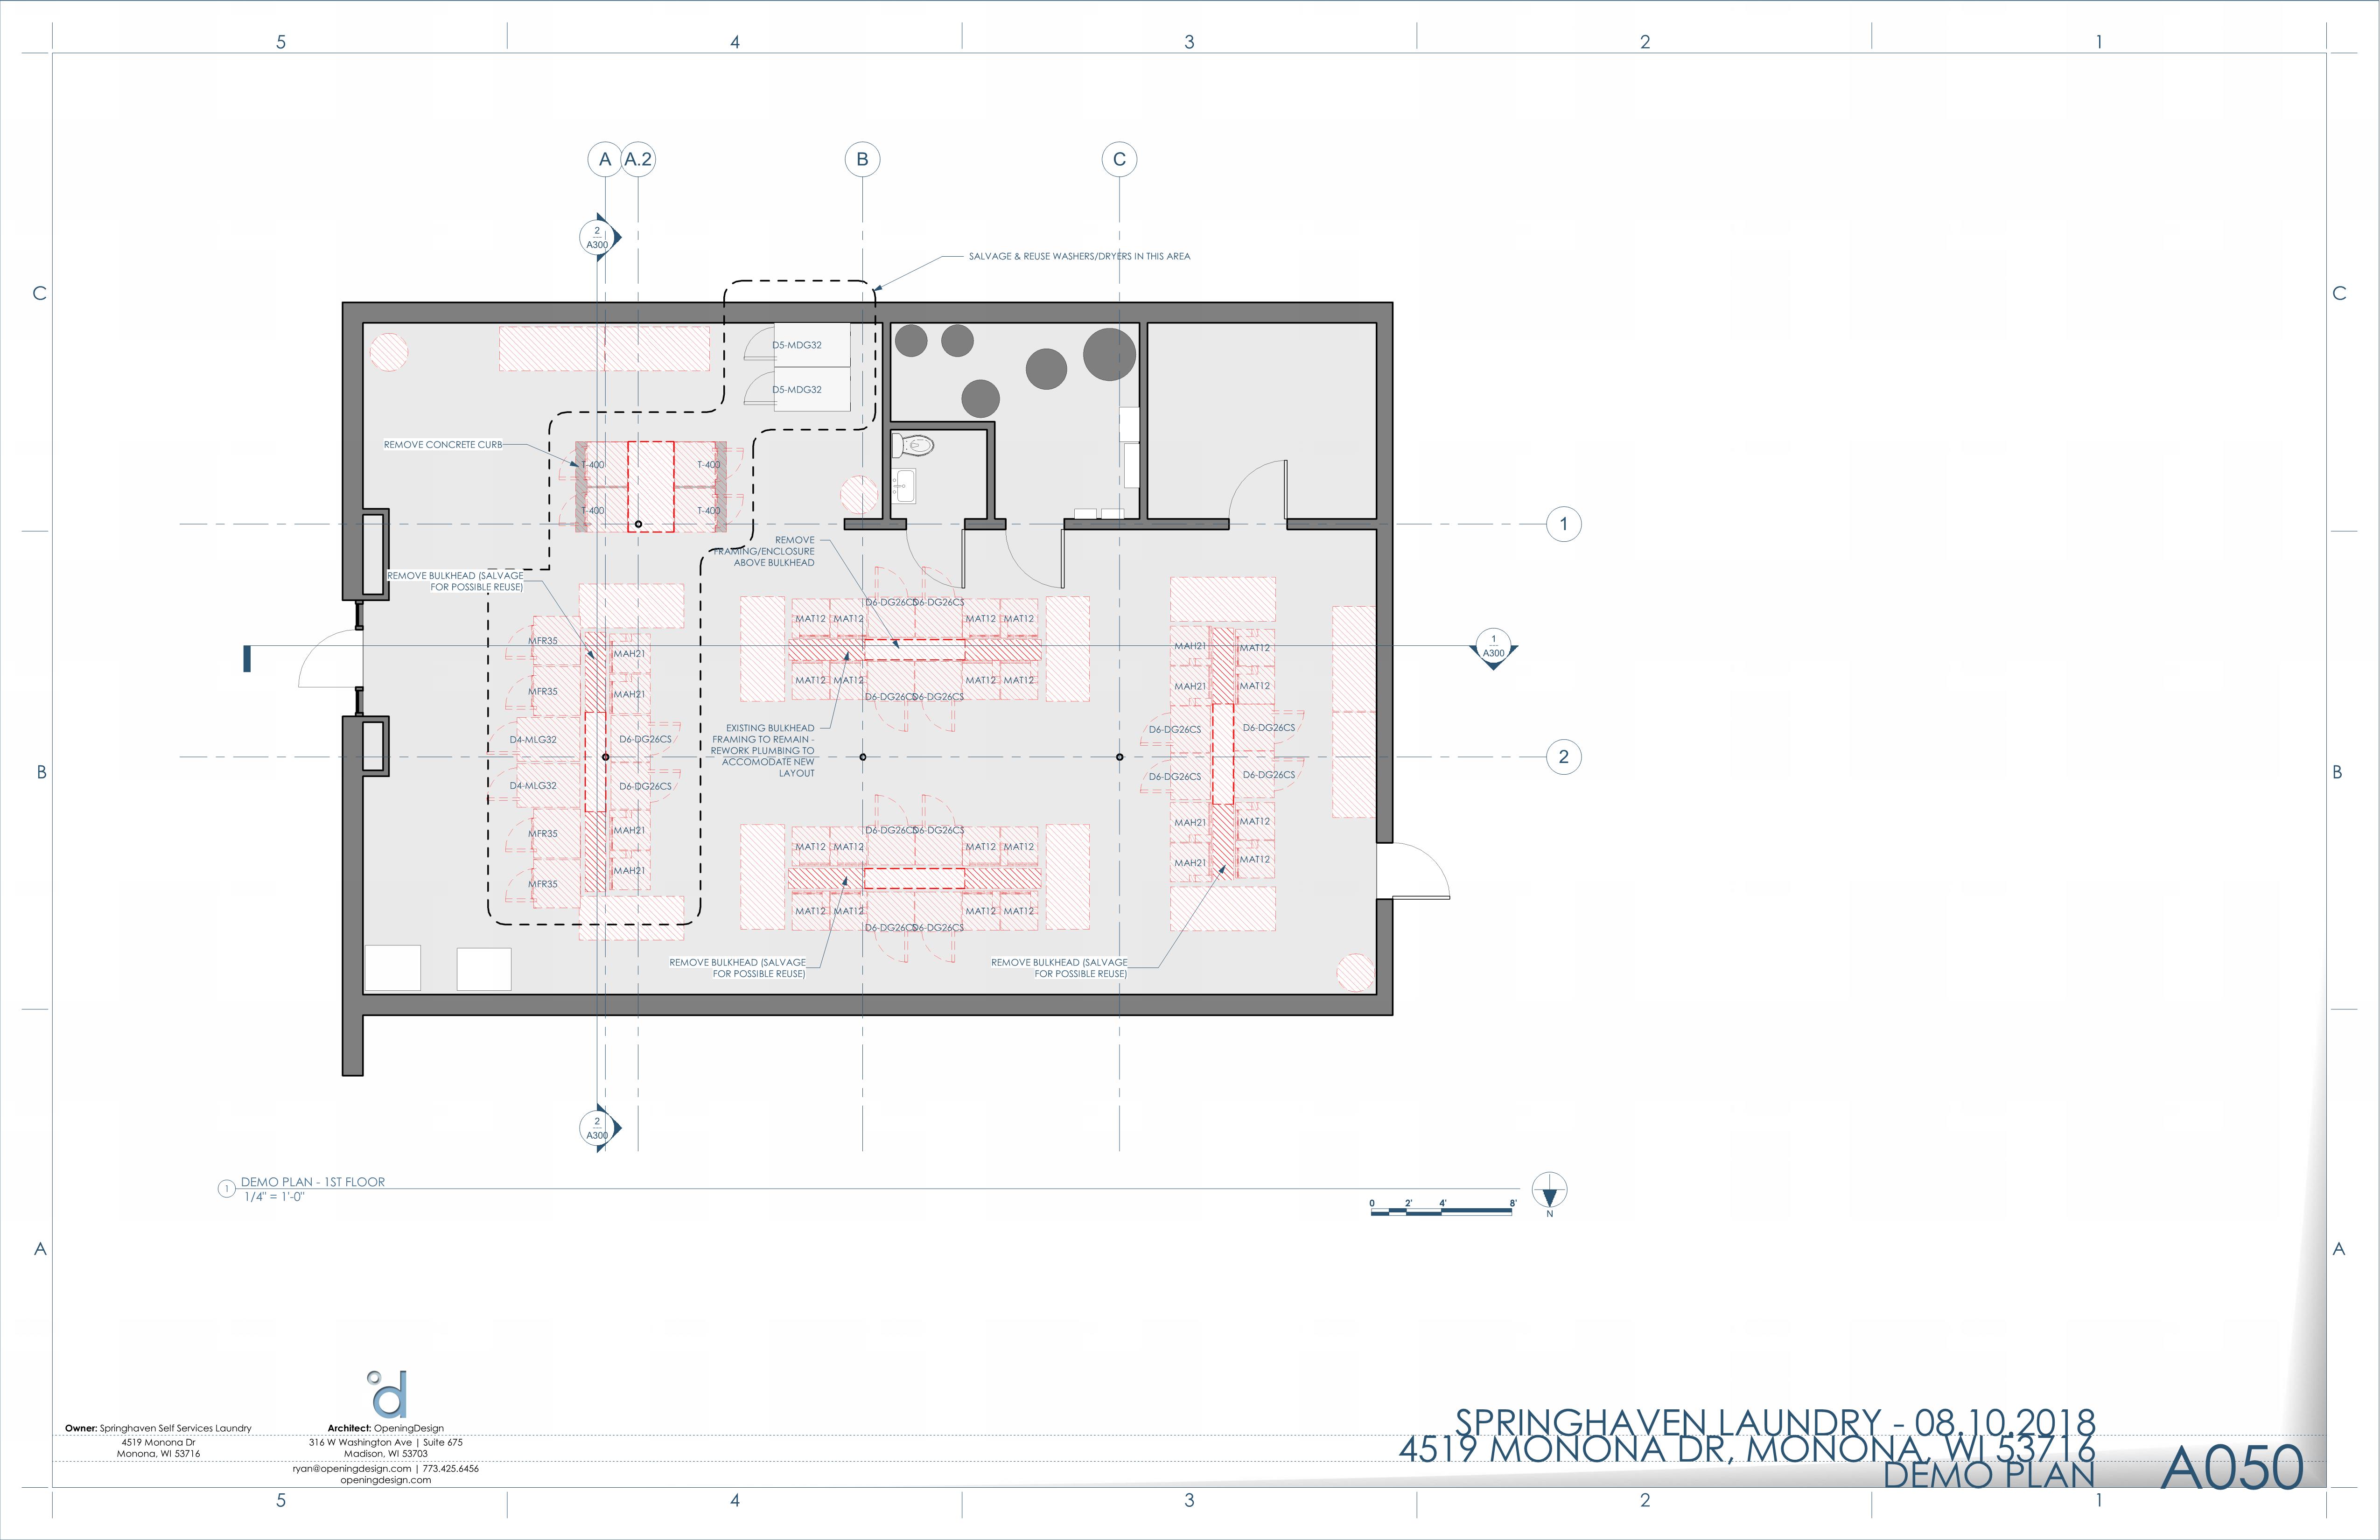 5 4 3 2 1
A A.2 B C
2
A300
SALVAGE & REUSE WASHERS/DRYERS IN THIS AREA
C C
D5-MDG32
D5-MDG32
REMOVE CONCRETE CURB
T-400 T-400
T-400 T-400
1
REMOVE
FRAMING/ENCLOSURE
ABOVE BULKHEAD
REMOVE BULKHEAD (SALVAGE
FOR POSSIBLE REUSE)
D6-DG26CS D6-DG26CS
MAT12 MAT12 MAT12 MAT12
MFR35 MAH21 MAH21 MAT12
1
A300
MAT12 MAT12 MAT12 MAT12
MFR35 MAH21 MAH21 MAT12
D6-DG26CS D6-DG26CS
EXISTING BULKHEAD
FRAMING TO REMAIN -
REWORK PLUMBING TO
ACCOMODATE NEW
LAYOUT
D4-MLG32 D6-DG26CS D6-DG26CS D6-DG26CS
2
B B
D4-MLG32 D6-DG26CS D6-DG26CS D6-DG26CS
MFR35 MAH21 MAH21 MAT12
D6-DG26CS D6-DG26CS
MAT12 MAT12 MAT12 MAT12
MFR35 MAH21 MAH21 MAT12
MAT12 MAT12 MAT12 MAT12
D6-DG26CS D6-DG26CS
REMOVE BULKHEAD (SALVAGE
FOR POSSIBLE REUSE)
REMOVE BULKHEAD (SALVAGE
FOR POSSIBLE REUSE)
2
A300
1 DEMO PLAN - 1ST FLOOR
1/4" = 1'-0"
0 2' 4' 8'
N
A A
d
Owner: Springhaven Self Services Laundry
4519 Monona Dr
Monona, WI 53716
Architect: OpeningDesign
316 W Washington Ave | Suite 675
Madison, WI 53703
ryan@openingdesign.com | 773.425.6456
openingdesign.com
SPRINGHAVEN LAUNDRY - 08.10.2018
4519 MONONA DR, MONONA, WI 53716
DEMO PLAN
A050
5 4 3 2 1